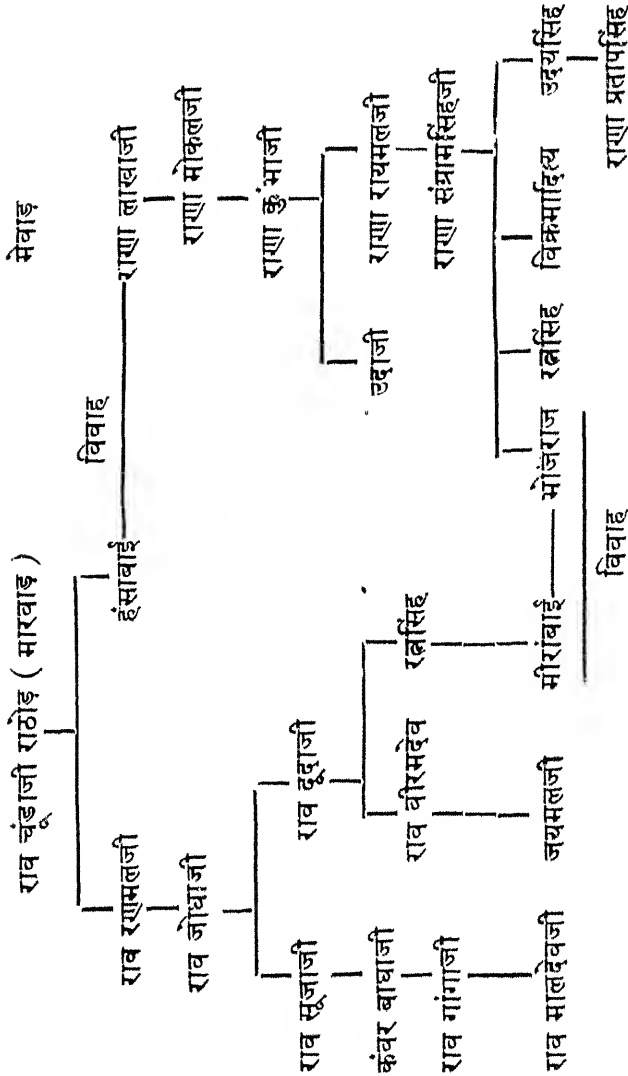 राव चूंडाजी राठोड़ ( मारवाड़ ) मेवाड़
विवाह
राव रणमलजी हंसाबाई राणा लाखाजी
राव जोधाजी राणा मोकलजी
राणा कुंभाजी
राव सूजाजी राव दूदाजी
उदाजी राणा रायमलजी
कुंवर बाघाजी राव वीरमदेव रत्नसिंह
राव गांगाजी राणा संग्रामसिंहजी
राव मालदेवजी जयमलजी मीराबाई भोजराज रत्नसिंह विक्रमादित्य उदयसिंह
विवाह राणा प्रतापसिंह